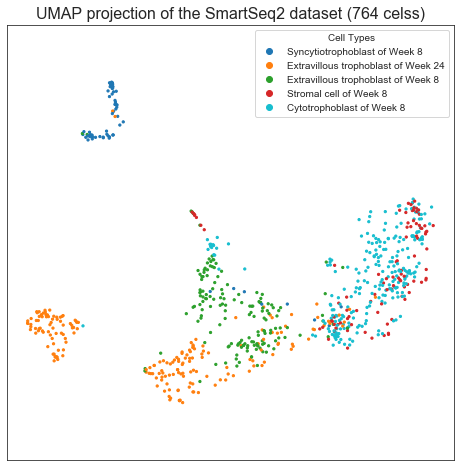 UMAP projection of the SmartSeq2 dataset (764 celss)
Cell Types
Syncytiotrophoblast of Week 8
Extravillous trophoblast of Week 24
Extravillous trophoblast of Week 8
Stromal cell of Week 8
Cytotrophoblast of Week 8